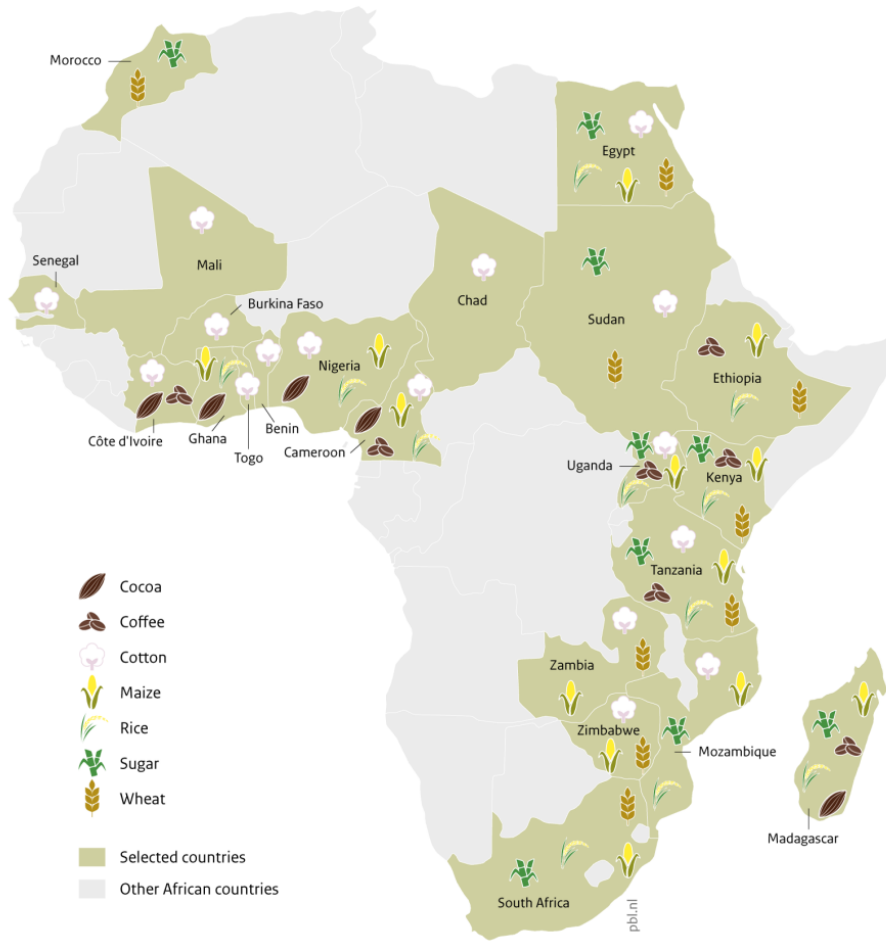 Morocco
Egypt
Senegal
Mali
Burkina Faso
Chad
Sudan
Nigeria
Ethiopia
Côte d'Ivoire
Ghana
Togo
Benin
Cameroon
Uganda
Kenya
Tanzania
Zambia
Zimbabwe
Mozambique
Madagascar
South Africa
Cocoa
Coffee
Cotton
Maize
Rice
Sugar
Wheat
Selected countries
Other African countries
pbl.nl